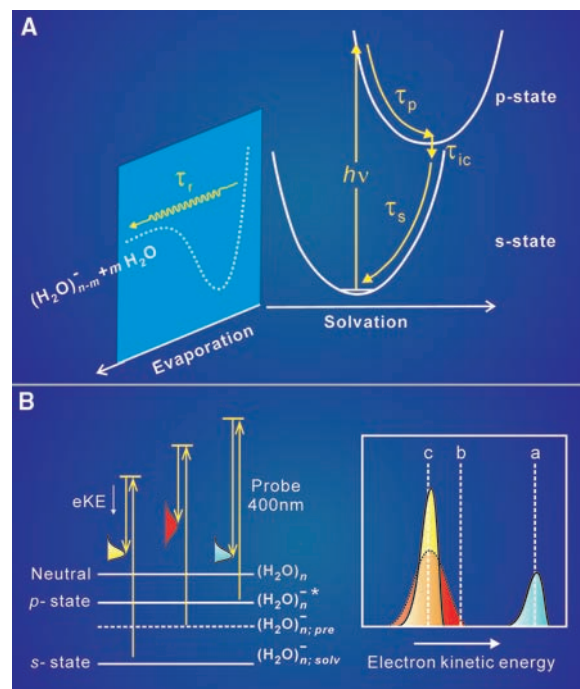 A
p-state
τp
τic
hν
τr
τs
s-state
(H2O)−n-m + m H2O
Solvation
Evaporation
B
c b a
eKE
Probe
400nm
Neutral
(H2O)n
p- state
(H2O)−n*
(H2O)−n; pre
s- state
(H2O)−n; solv
Electron kinetic energy